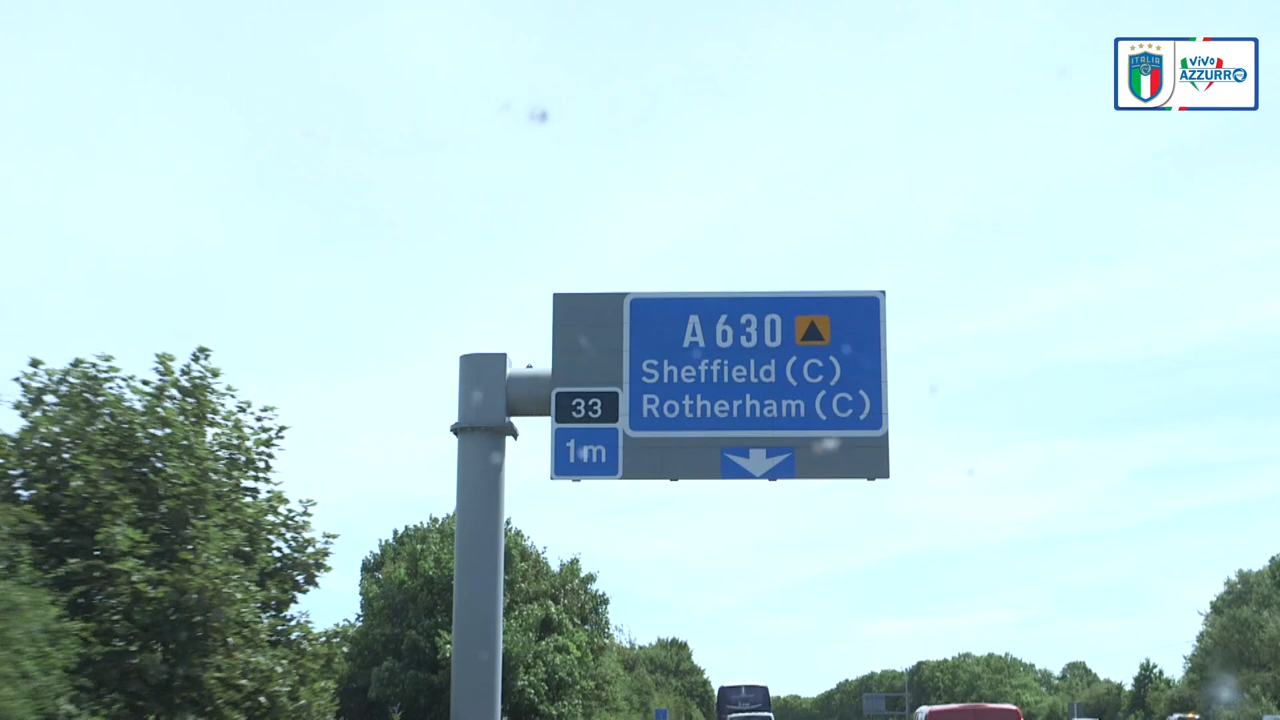 ITALIA
VIVO
AZZURRO
A630
Sheffield (C)
Rotherham (C)
33
1m